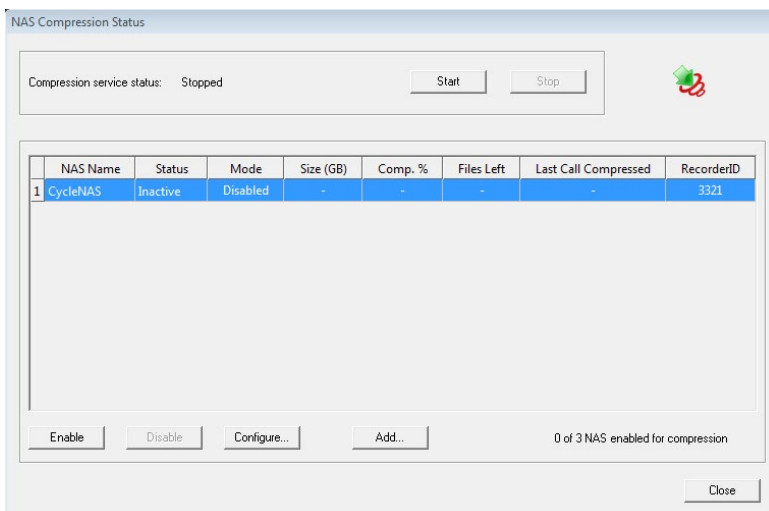 NAS Compression Status
Compression service status: Stopped Start Stop
NAS Name Status Mode Size (GB) Comp. % Files Left Last Call Compressed RecorderID
1 CycleNAS Inactive Disabled - - - - 3321
Enable Disable Configure... Add... 0 of 3 NAS enabled for compression
Close